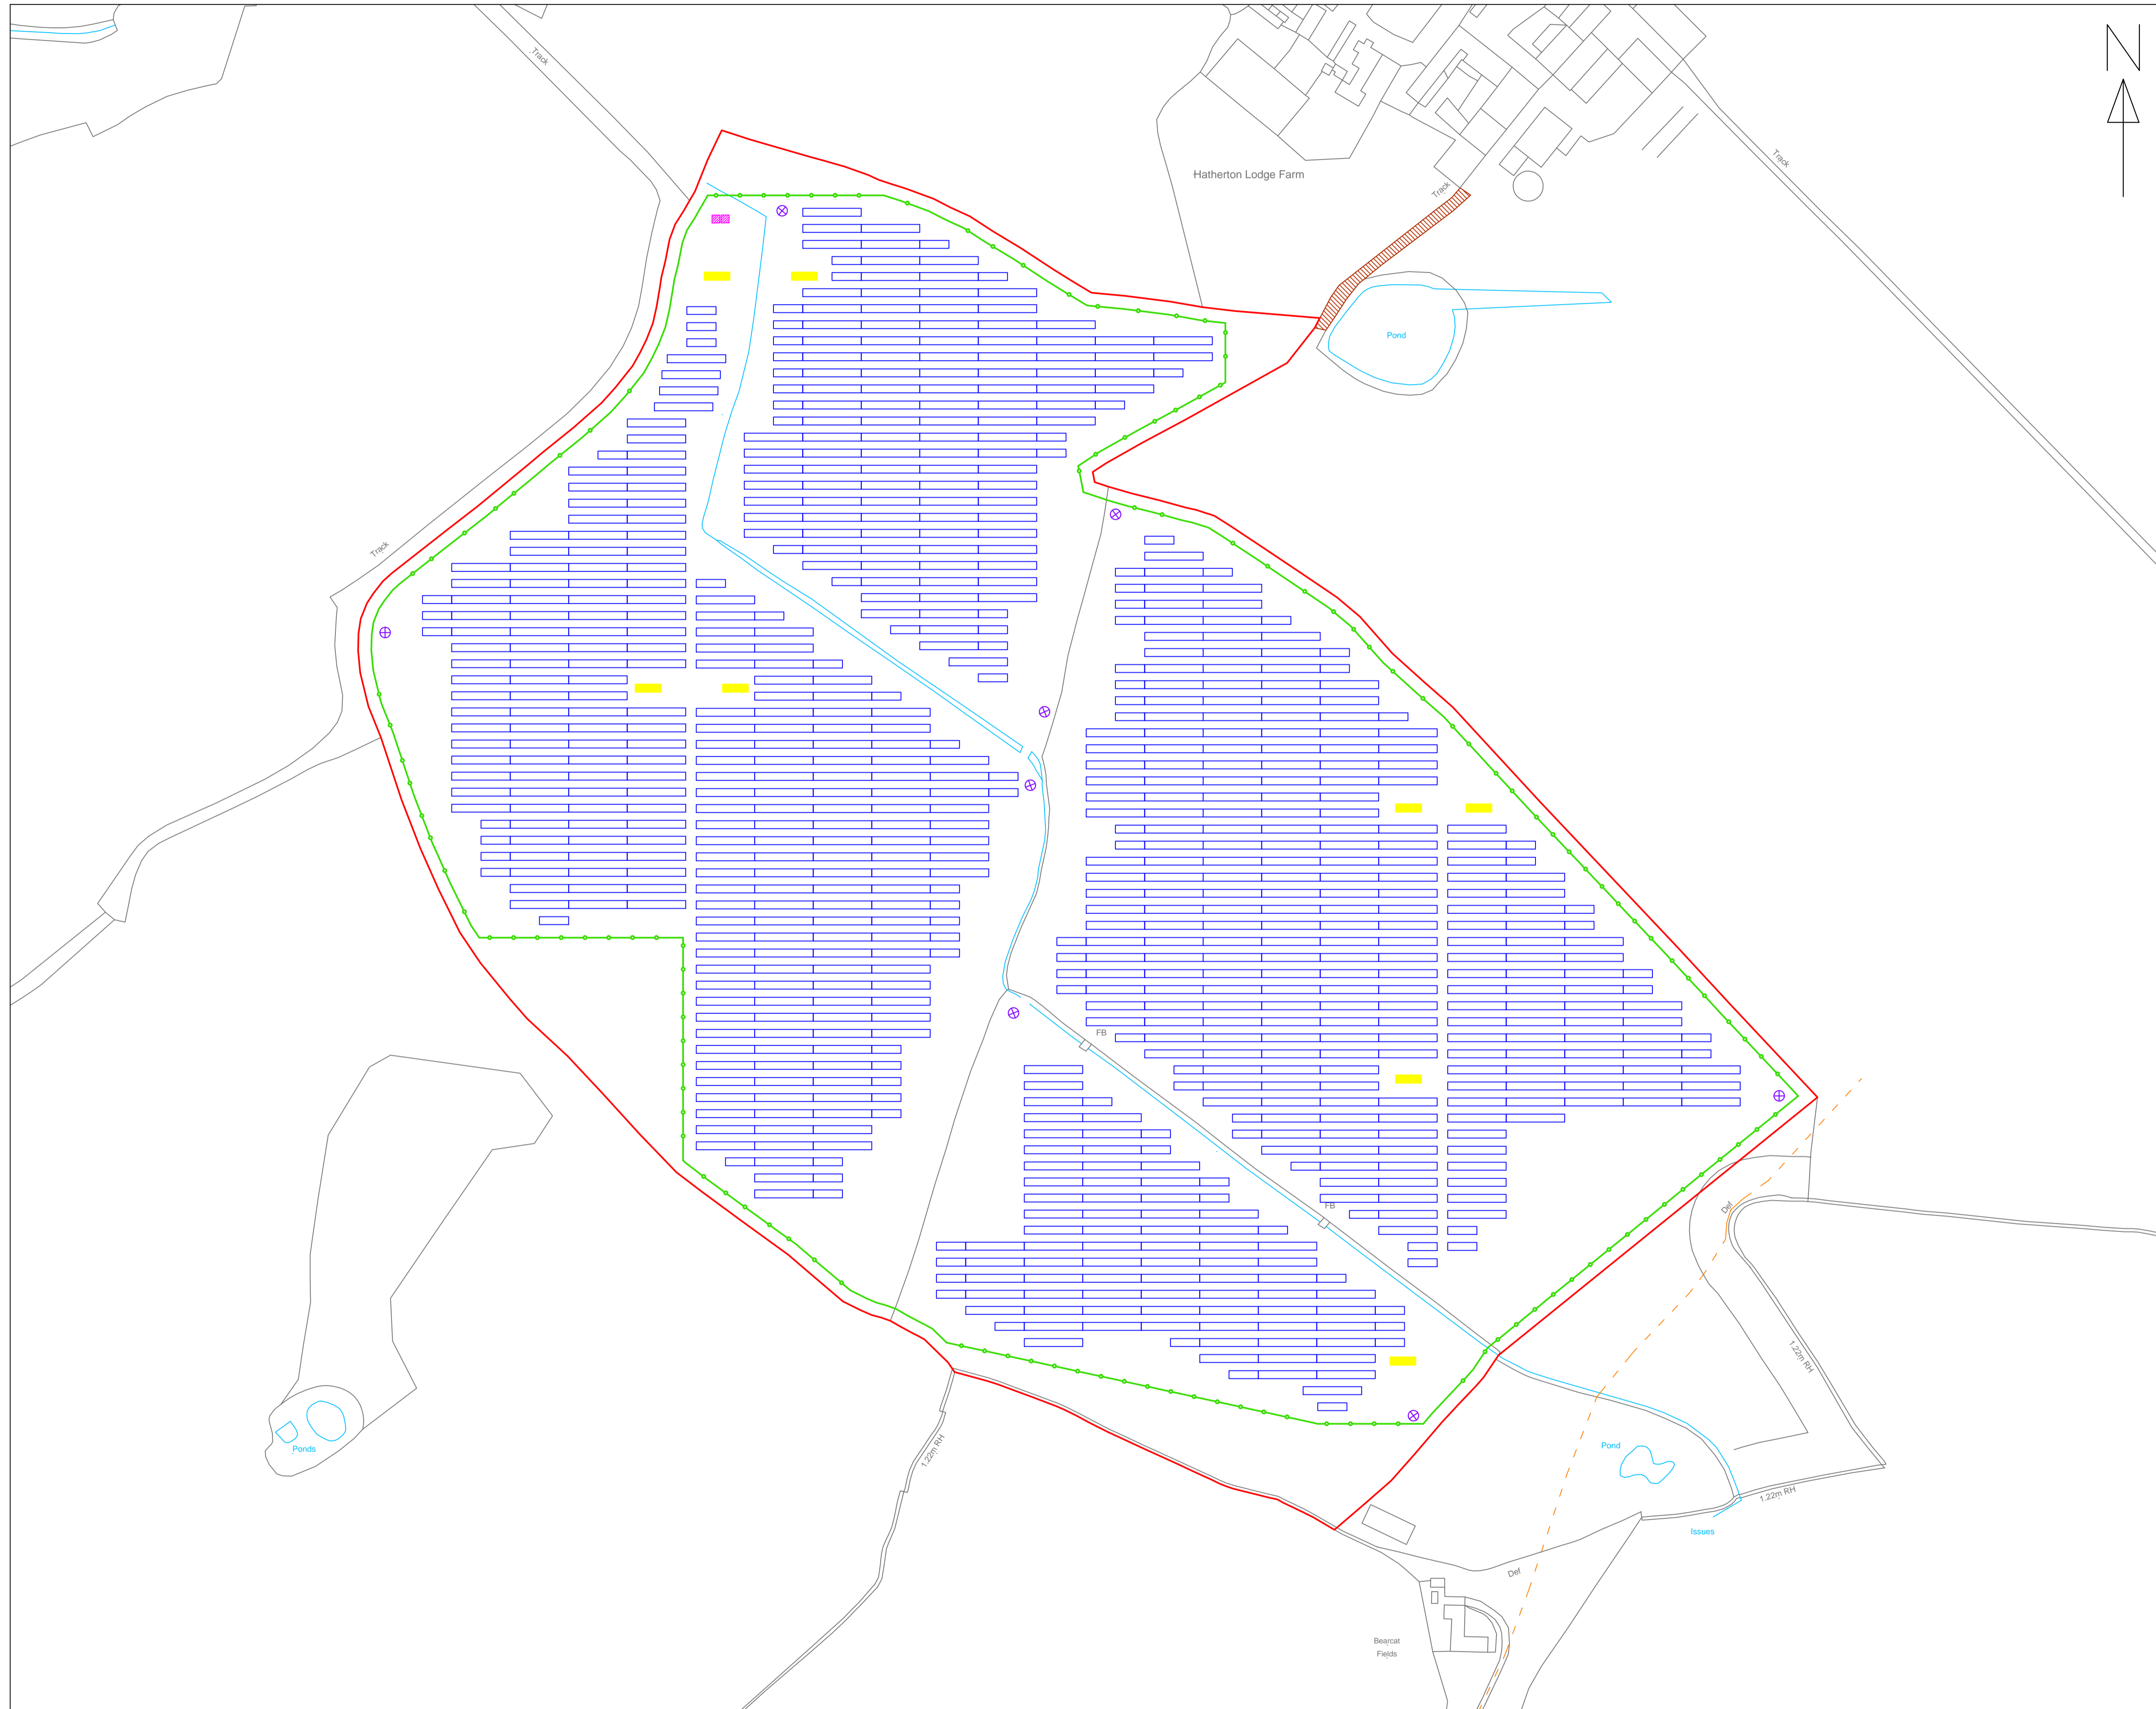 N
Track
Track
Hatherton Lodge Farm
Track
Pond
Track
FB
FB
Def
1.22m RH
1.22m RH
Pond
Ponds
1.22m RH
Issues
Def
Bearcat
Fields